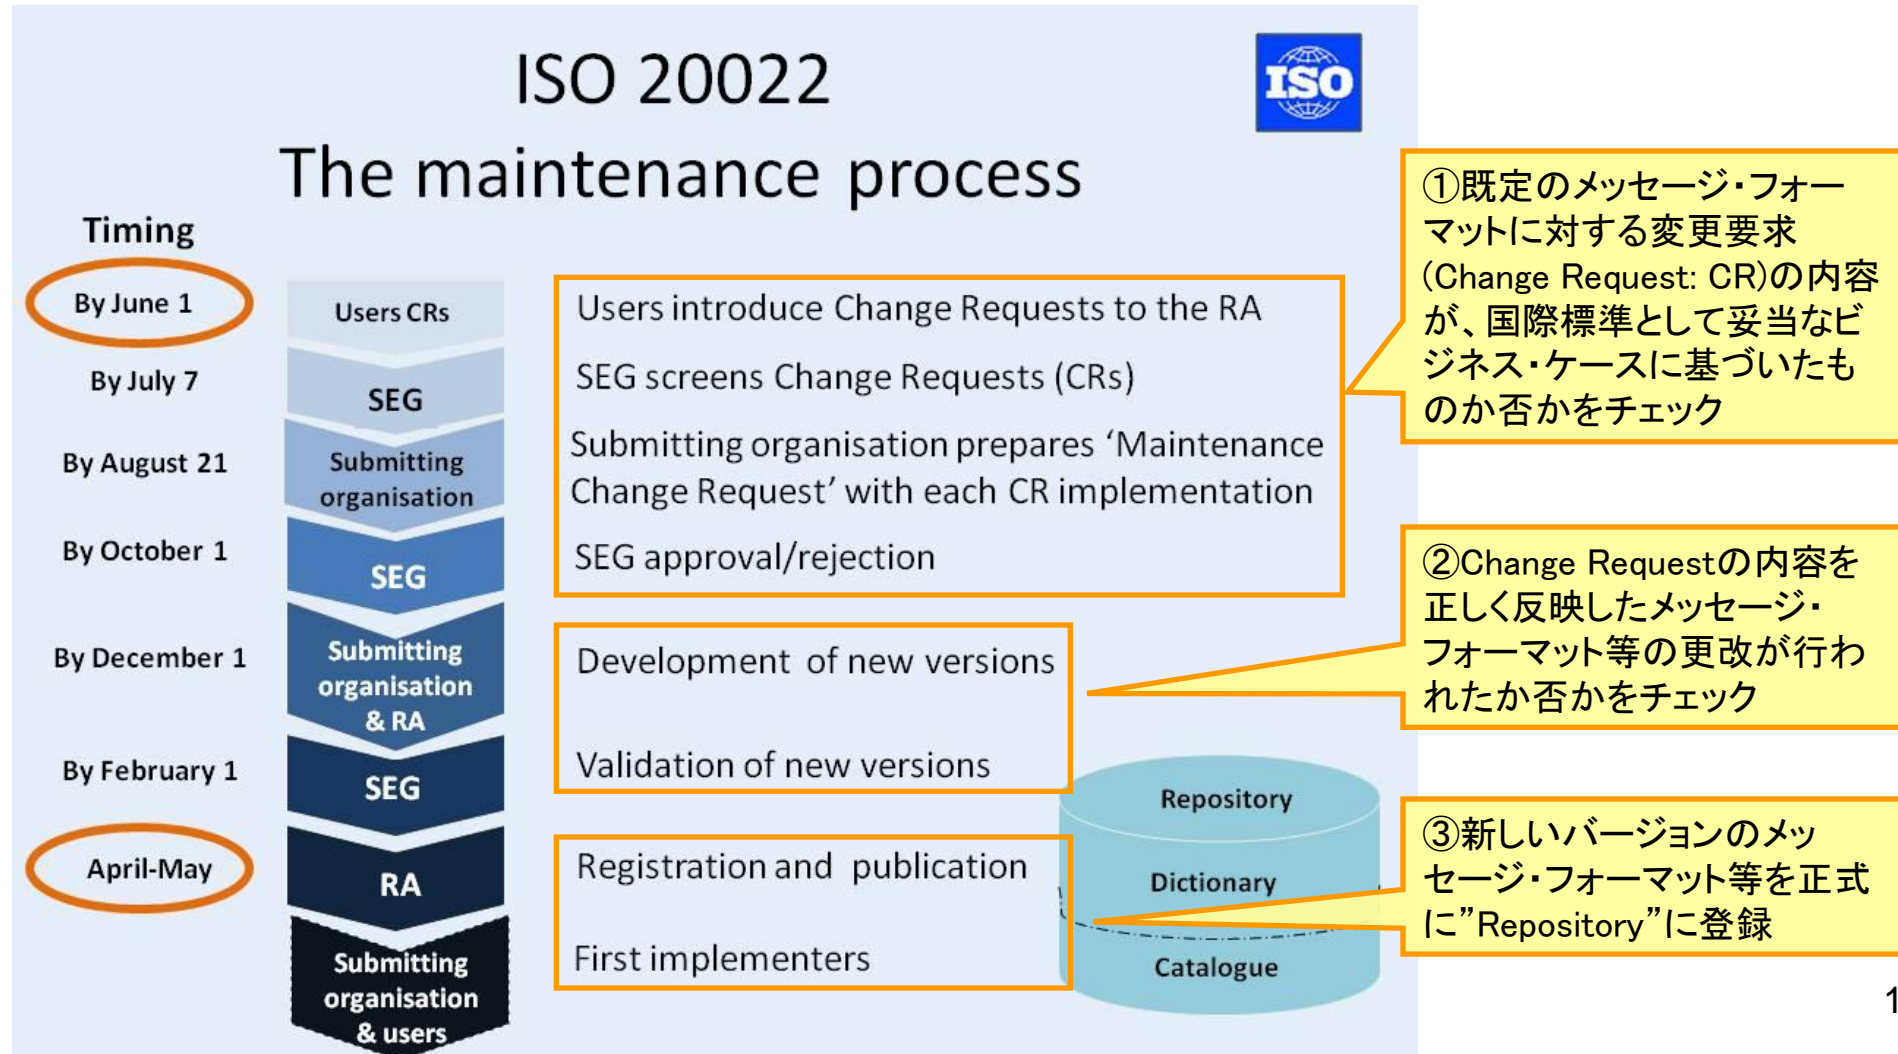 ISO 20022
The maintenance process
ISO
Timing
By June 1
Users CRs
Users introduce Change Requests to the RA
By July 7
SEG
SEG screens Change Requests (CRs)
By August 21
Submitting
organisation
Submitting organisation prepares ‘Maintenance
Change Request’ with each CR implementation
By October 1
SEG
SEG approval/rejection
By December 1
Submitting
organisation
& RA
Development of new versions
By February 1
SEG
Validation of new versions
April-May
RA
Registration and publication
Submitting
organisation
& users
First implementers
Repository
Dictionary
Catalogue
①既定のメッセージ・フォー
マットに対する変更要求
(Change Request: CR)の内容
が、国際標準として妥当なビ
ジネス・ケースに基づいたも
のか否かをチェック
②Change Requestの内容を
正しく反映したメッセージ・
フォーマット等の更改が行わ
れたか否かをチェック
③新しいバージョンのメッ
セージ・フォーマット等を正式
に”Repository”に登録
1